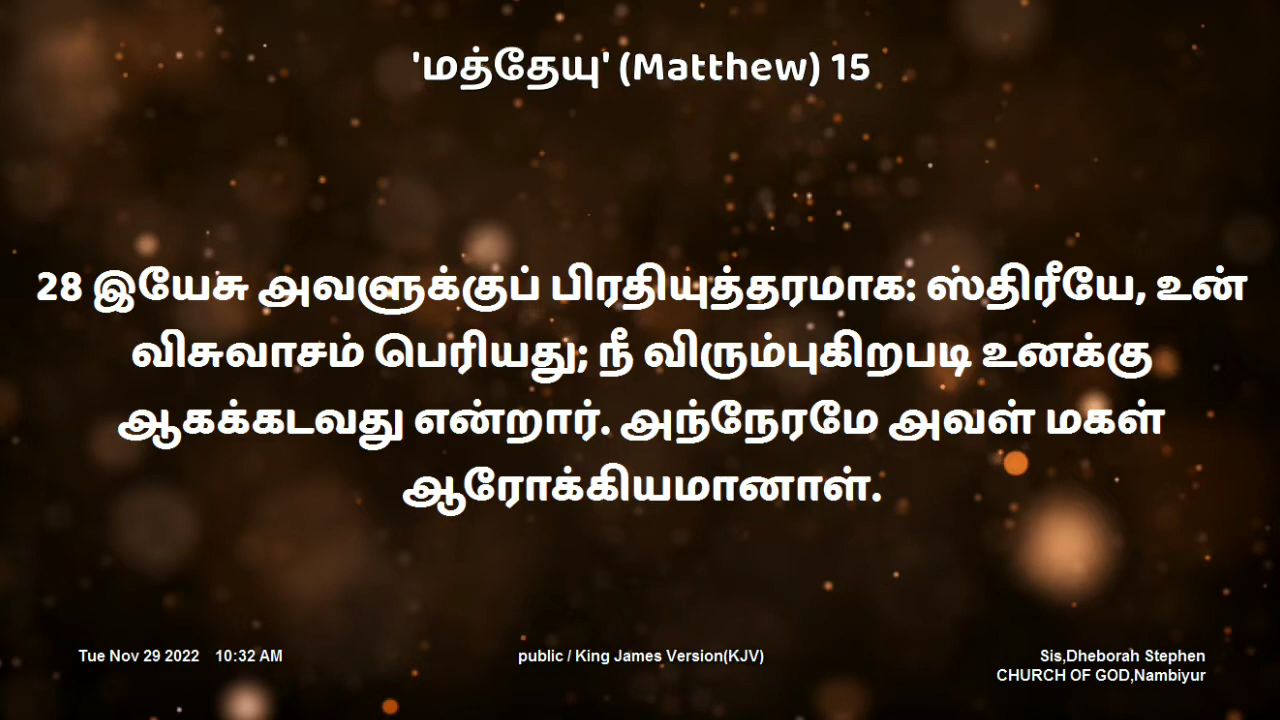 'மத்தேயு' (Matthew) 15
28 இயேசு அவளுக்குப் பிரதியுத்தரமாக: ஸ்திரீயே, உன்
விசுவாசம் பெரியது; நீ விரும்புகிறபடி உனக்கு
ஆகக்கடவது என்றார். அந்நேரமே அவள் மகள்
ஆரோக்கியமானாள்.
Tue Nov 29 2022 10:32 AM
public / King James Version(KJV)
Sis,Dheborah Stephen
CHURCH OF GOD,Nambiyur